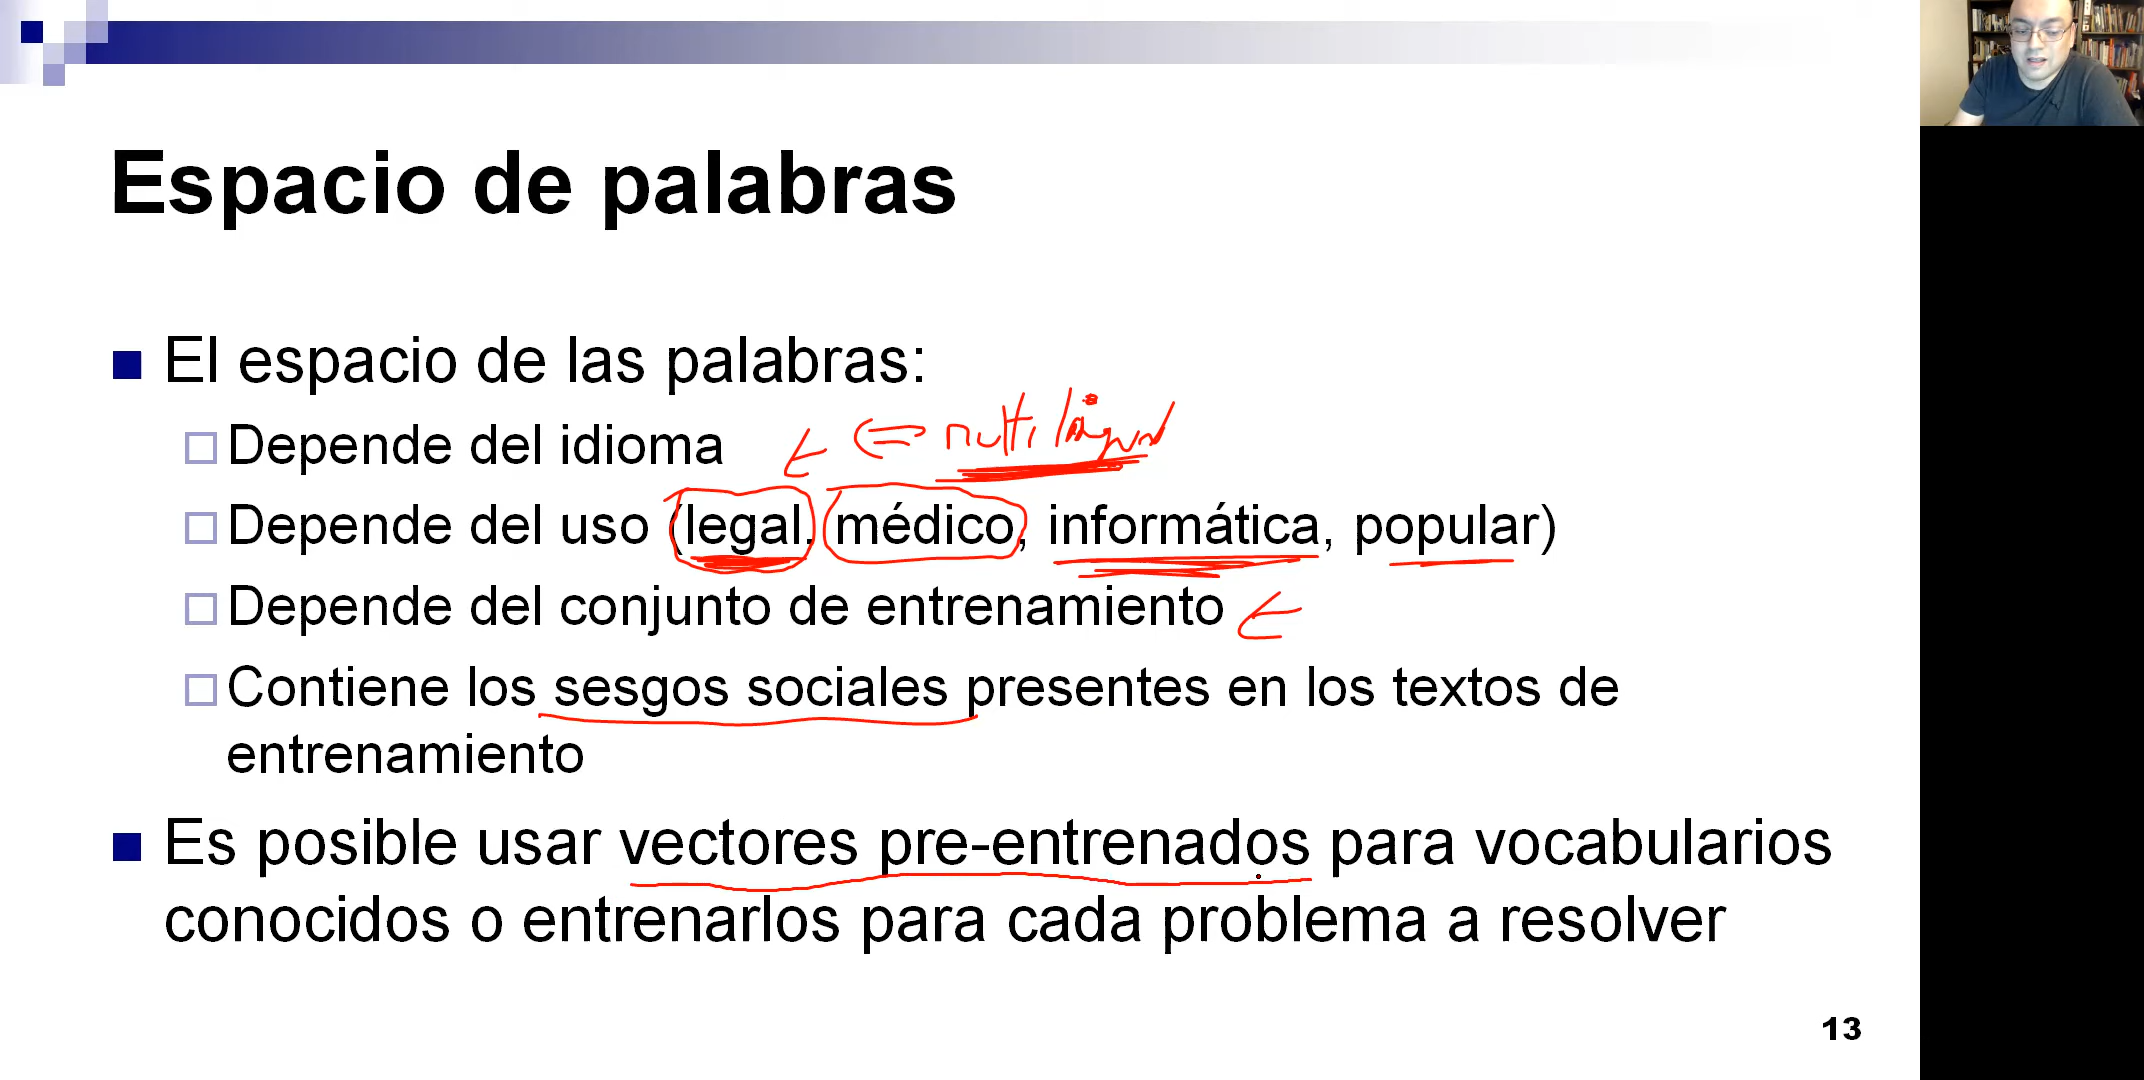 Espacio de palabras
El espacio de las palabras:
Depende del idioma multilingual
Depende del uso (legal, médico, informática, popular)
Depende del conjunto de entrenamiento
Contiene los sesgos sociales presentes en los textos de
entrenamiento
Es posible usar vectores pre-entrenados para vocabularios
conocidos o entrenarlos para cada problema a resolver
13